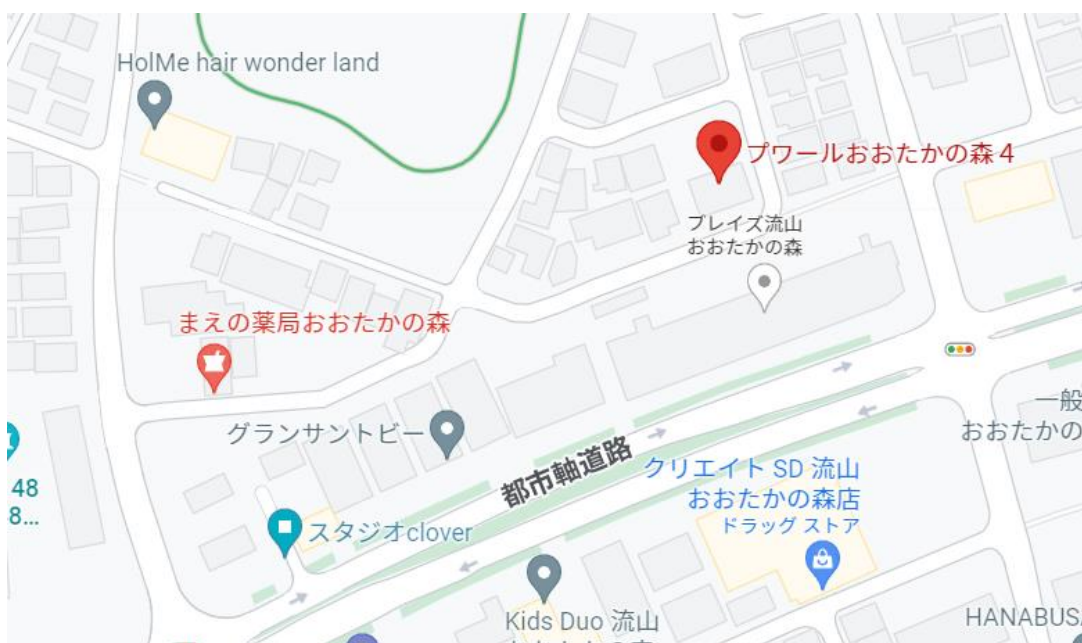 HolMe hair wonder land
プワールおおたかの森4
ブレイズ流山
おおたかの森
まえの薬局おおたかの森
グランサントビー
都市軸道路
一般
おおたかの
クリエイト SD 流山
おおたかの森店
ドラッグ ストア
48
8...
スタジオclover
Kids Duo 流山
HANABUS